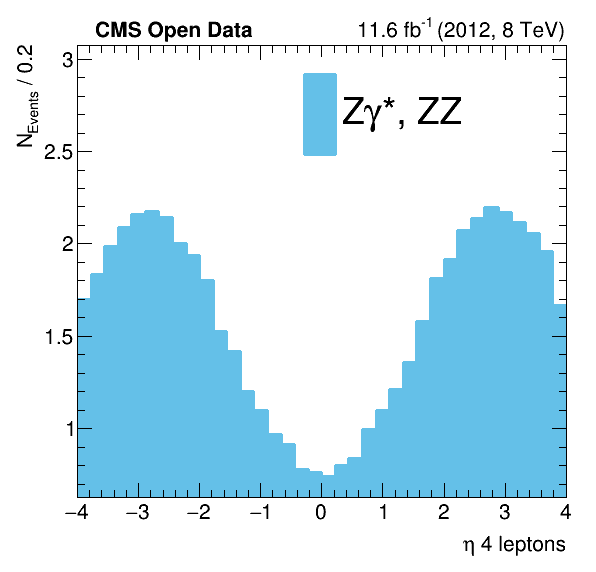 CMS Open Data 11.6 fb⁻¹ (2012, 8 TeV)
N_Events / 0.2
Zγ*, ZZ
3
2.5
2
1.5
1
−4 −3 −2 −1 0 1 2 3 4
η 4 leptons